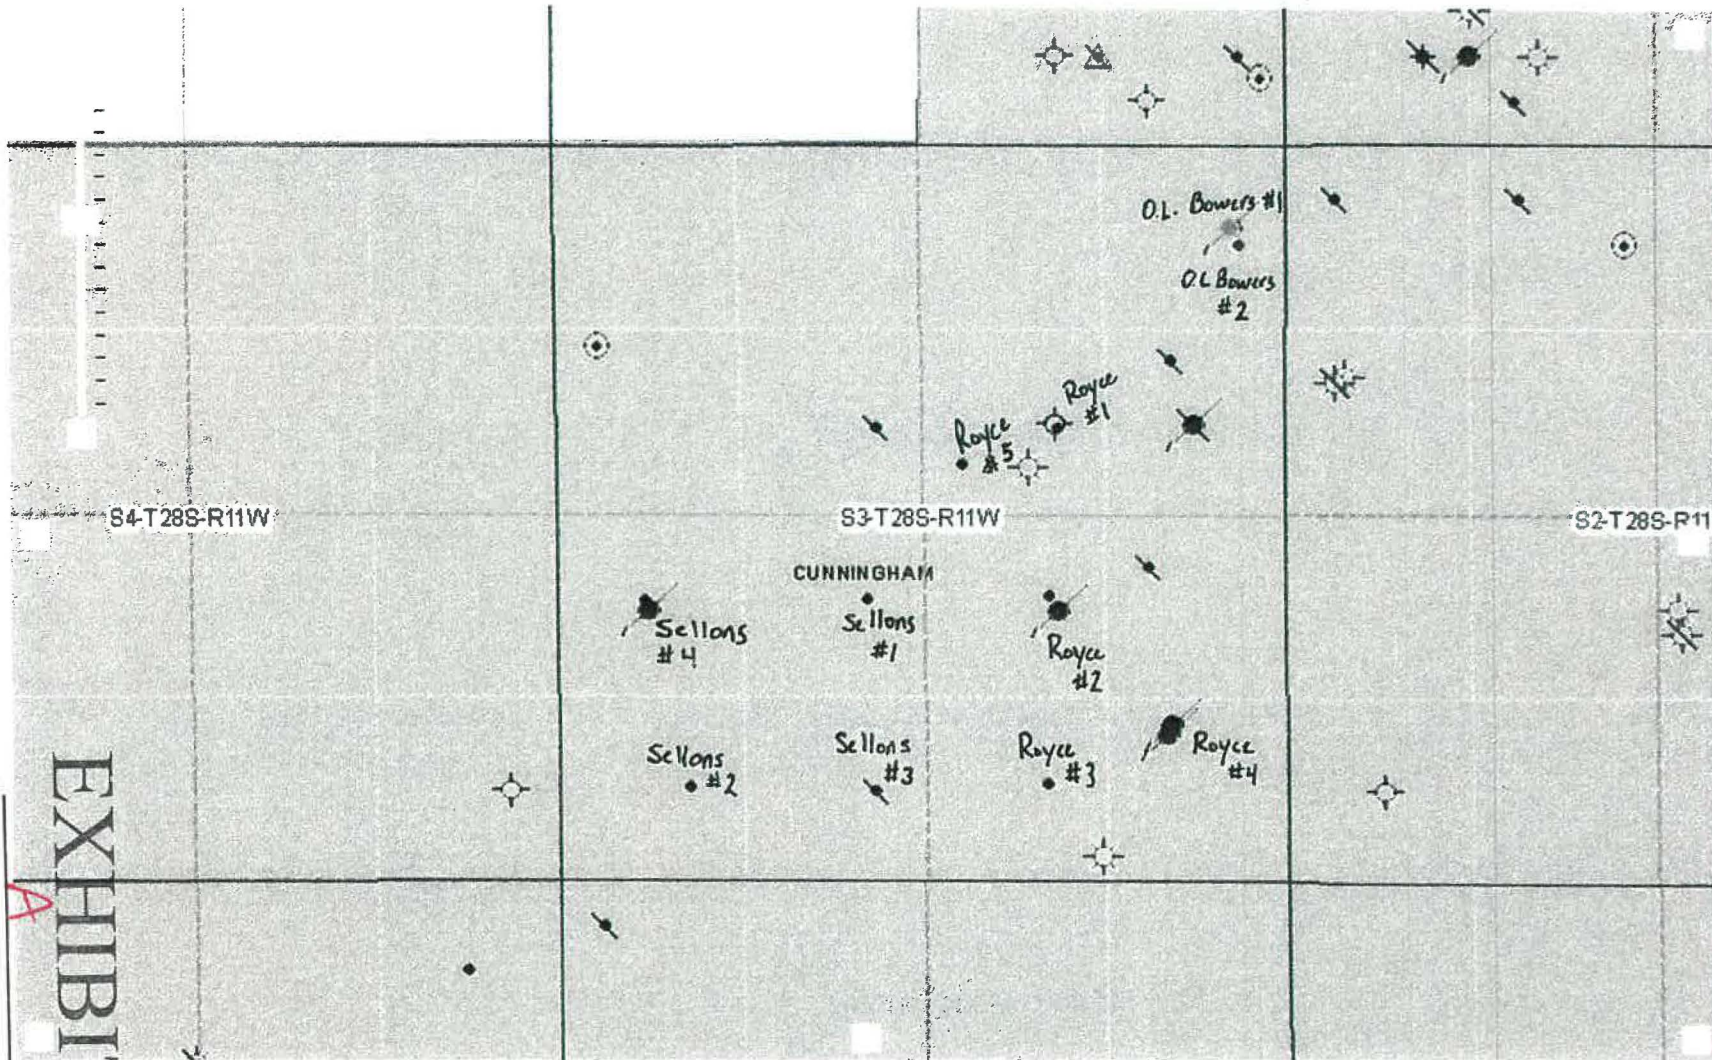 O.L. Bowers #1
O.L Bowers
#2
Royce
#1
Royce
#5
S4-T28S-R11W
S3-T28S-R11W
S2-T28S-R11
CUNNINGHAM
Sellons
#4
Sellons
#1
Royce
#2
Sellons
#2
Sellons
#3
Royce
#3
Royce
#4
EXHIBIT
A